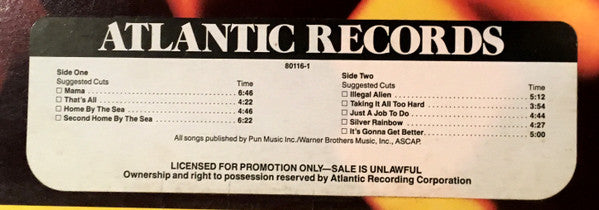 ATLANTIC RECORDS
80116-1
Side One
Suggested Cuts Time
☐ Mama 6:46
☐ That's All 4:22
☐ Home By The Sea 4:46
☐ Second Home By The Sea 6:22
Side Two
Suggested Cuts Time
☐ Illegal Alien 5:12
☐ Taking It All Too Hard 3:54
☐ Just A Job To Do 4:44
☐ Silver Rainbow 4:27
☐ It's Gonna Get Better 5:00
All songs published by Pun Music Inc./Warner Brothers Music, Inc., ASCAP.
LICENSED FOR PROMOTION ONLY—SALE IS UNLAWFUL
Ownership and right to possession reserved by Atlantic Recording Corporation